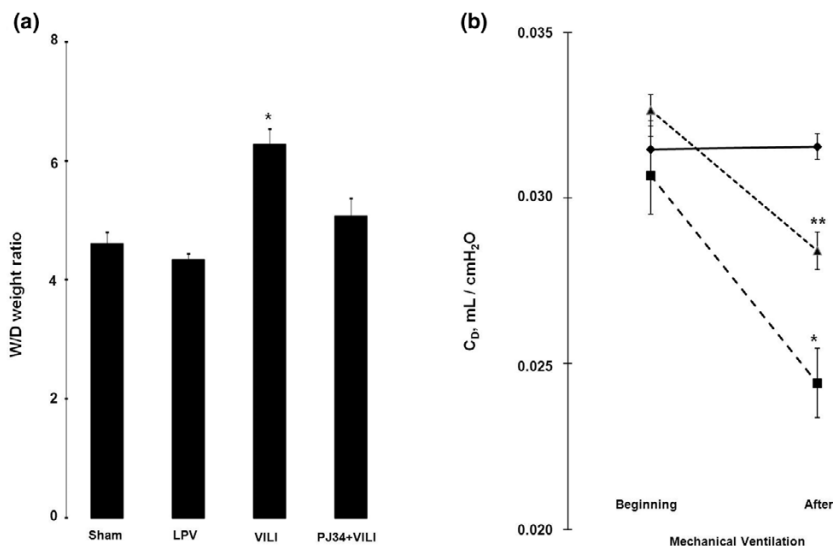 (a)
8
6
4
2
0
W/D weight ratio
*
Sham LPV VILI PJ34+VILI
(b)
0.035
0.030
0.025
0.020
C_D, mL / cmH₂O
**
*
Beginning After
Mechanical Ventilation